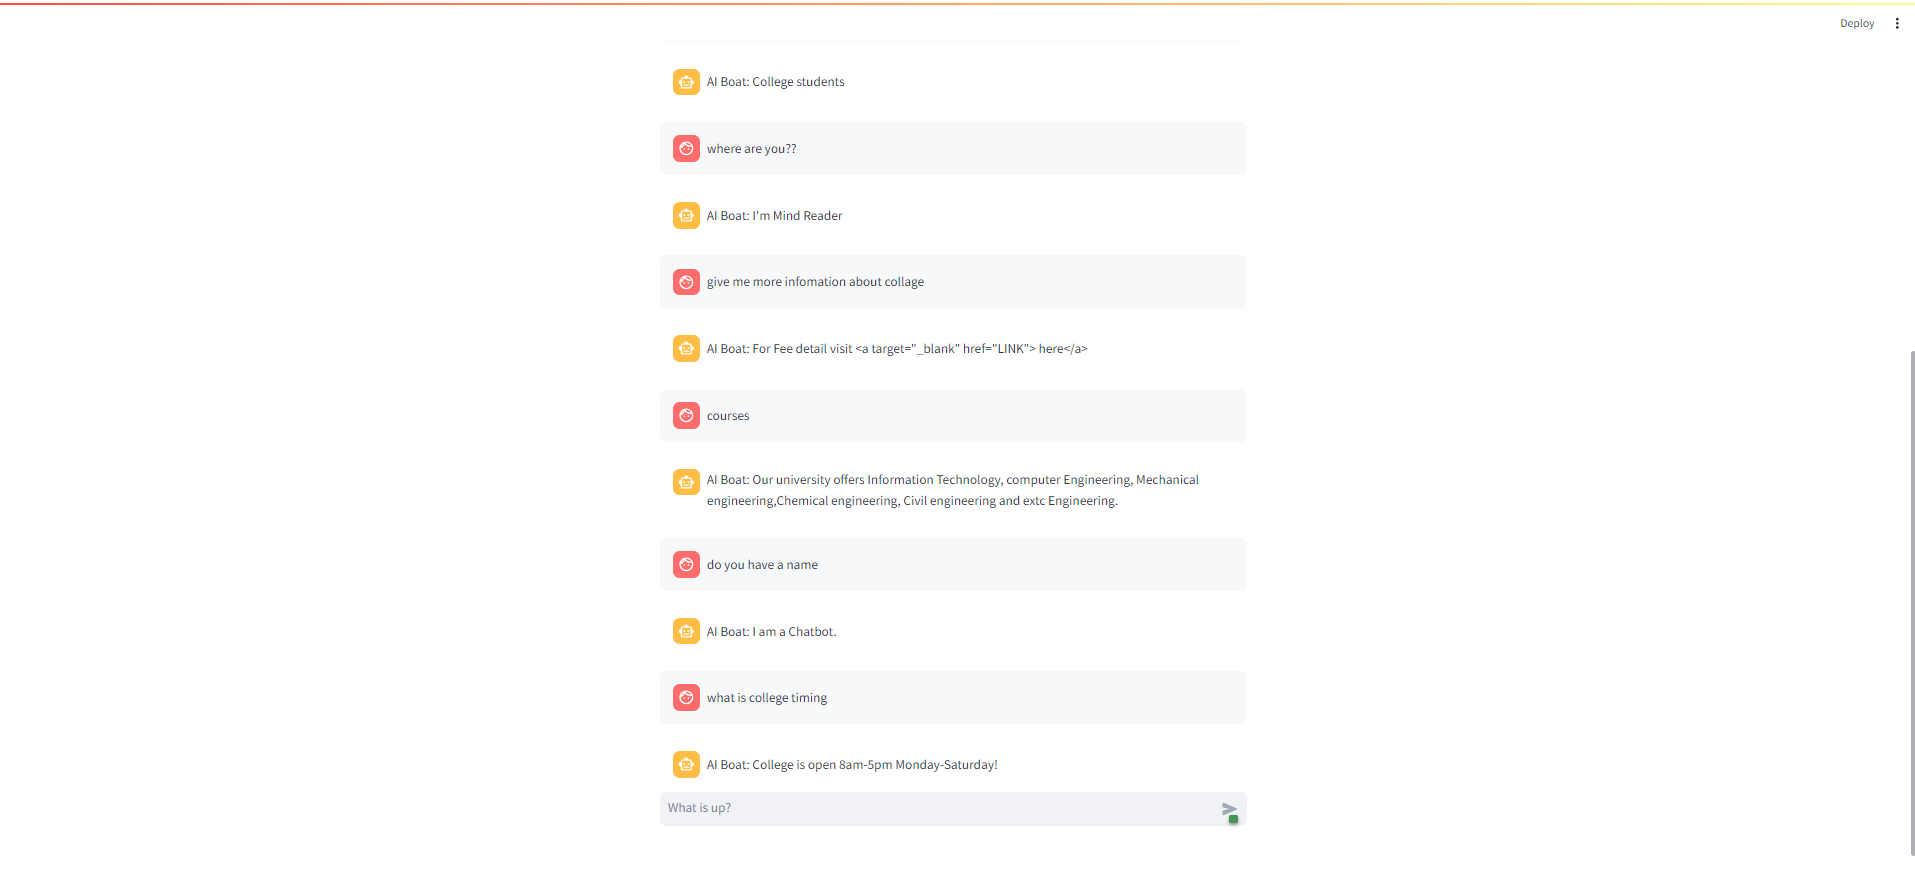 Deploy
AI Boat: College students
where are you??
AI Boat: I'm Mind Reader
give me more infomation about collage
AI Boat: For Fee detail visit <a target="_blank" href="LINK"> here</a>
courses
AI Boat: Our university offers Information Technology, computer Engineering, Mechanical
engineering,Chemical engineering, Civil engineering and extc Engineering.
do you have a name
AI Boat: I am a Chatbot.
what is college timing
AI Boat: College is open 8am-5pm Monday-Saturday!
What is up?